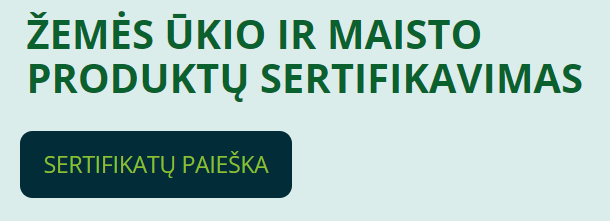 ŽEMĖS ŪKIO IR MAISTO
PRODUKTŲ SERTIFIKAVIMAS
SERTIFIKATŲ PAIEŠKA